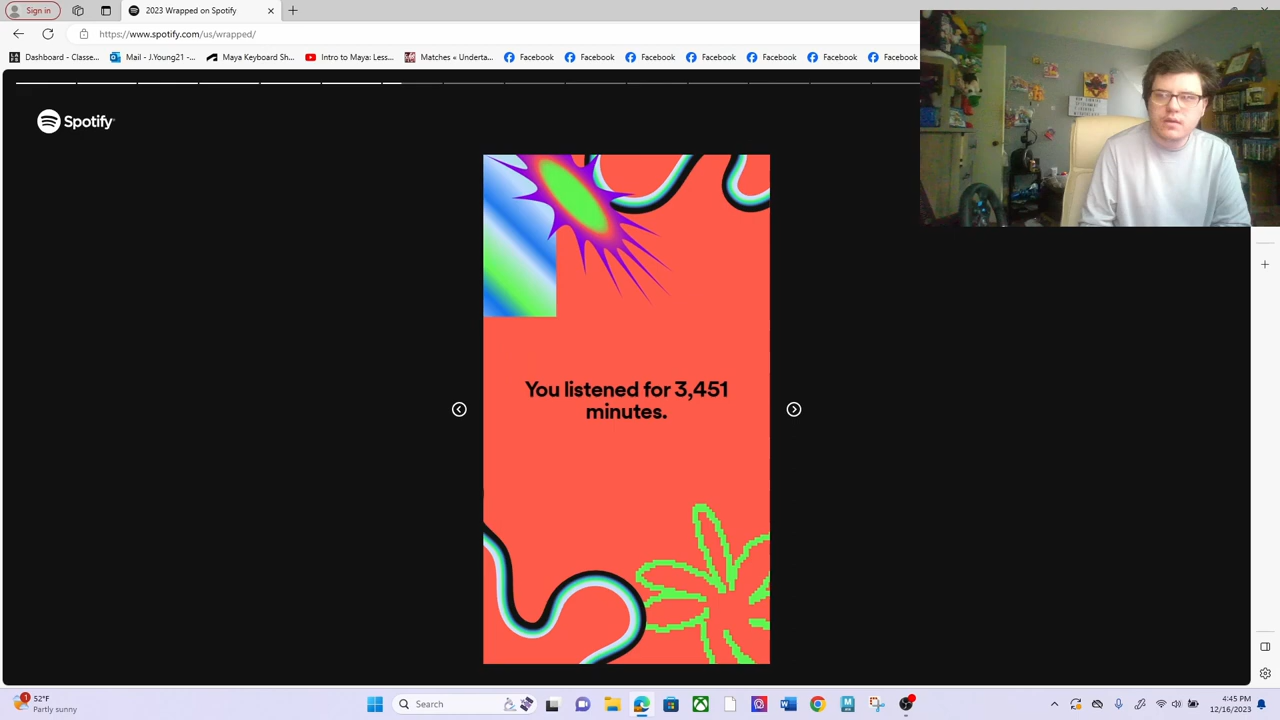 Sign in
2023 Wrapped on Spotify
https://www.spotify.com/us/wrapped/
Dashboard - Classe...
Mail - J.Young21 -...
Maya Keyboard Sh...
Intro to Maya: Less...
Matches « Underta...
Facebook
Facebook
Facebook
Facebook
Facebook
Facebook
Facebook
Spotify
You listened for 3,451
minutes.
1
52°F
Partly sunny
Search
4:45 PM
12/16/2023